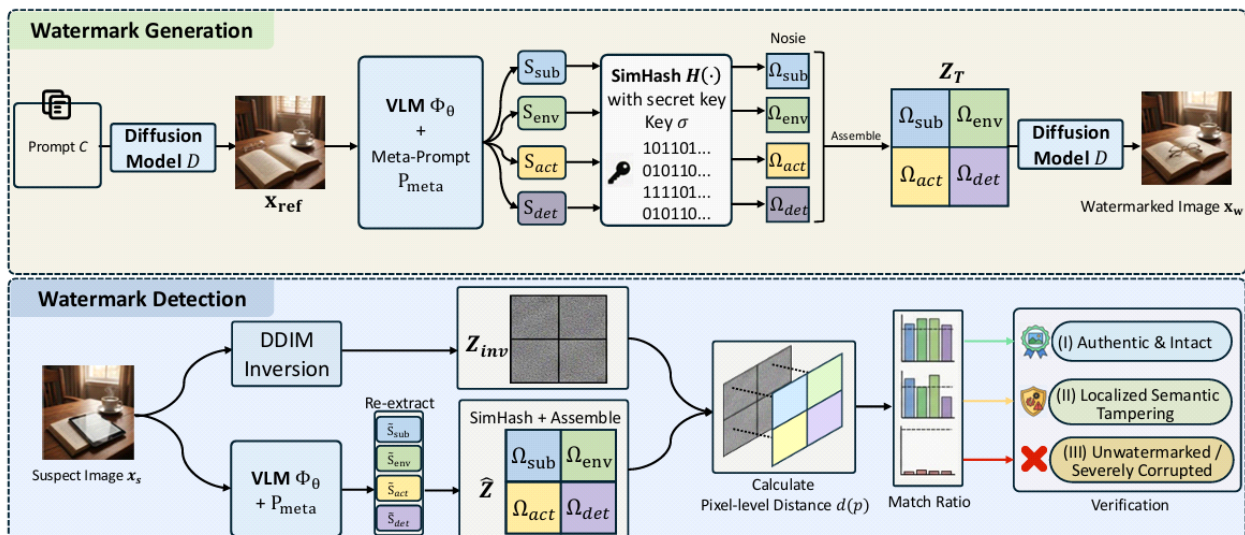 Watermark Generation
Prompt C
Diffusion
Model D
x_ref
VLM Φ_θ
+
Meta-Prompt
P_meta
S_sub
S_env
S_act
S_det
SimHash H(·)
with secret key
Key σ
101101...
010110...
111101...
010110...
Nosie
Ω_sub
Ω_env
Ω_act
Ω_det
Assemble
Z_T
Ω_sub Ω_env
Ω_act Ω_det
Diffusion
Model D
Watermarked Image x_w
Watermark Detection
Suspect Image x_s
DDIM
Inversion
Z_inv
VLM Φ_θ
+ P_meta
Re-extract
S̃_sub
S̃_env
S̃_act
S̃_det
SimHash + Assemble
Ẑ
Ω_sub Ω_env
Ω_act Ω_det
Calculate
Pixel-level Distance d(p)
Match Ratio
(I) Authentic & Intact
(II) Localized Semantic
Tampering
(III) Unwatermarked /
Severely Corrupted
Verification